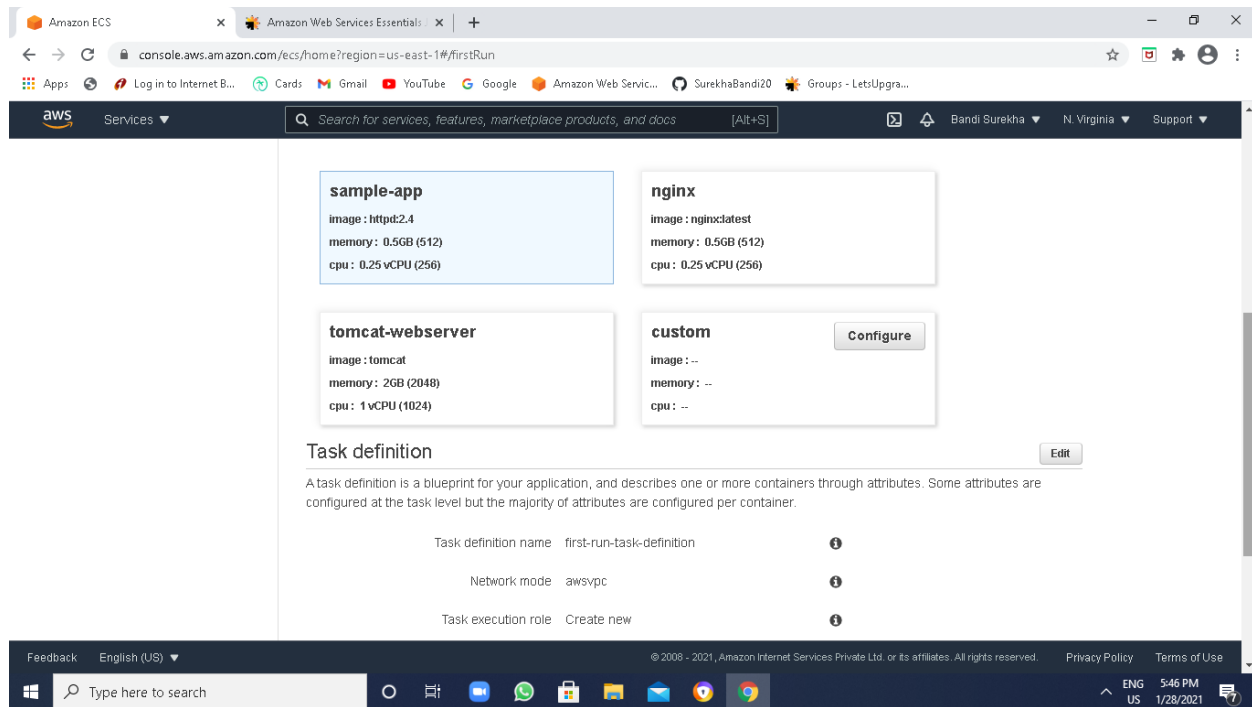 Amazon ECS
Amazon Web Services Essentials
console.aws.amazon.com/ecs/home?region=us-east-1#/firstRun
Apps Log in to Internet B... Cards Gmail YouTube Google Amazon Web Servic... SurekhaBandi20 Groups - LetsUpgra...
aws Services Search for services, features, marketplace products, and docs [Alt+S] Bandi Surekha N. Virginia Support
sample-app
image : httpd:2.4
memory : 0.5GB (512)
cpu : 0.25 vCPU (256)
nginx
image : nginx:latest
memory : 0.5GB (512)
cpu : 0.25 vCPU (256)
tomcat-webserver
image : tomcat
memory : 2GB (2048)
cpu : 1 vCPU (1024)
custom
Configure
image : --
memory : --
cpu : --
Task definition
Edit
A task definition is a blueprint for your application, and describes one or more containers through attributes. Some attributes are
configured at the task level but the majority of attributes are configured per container.
Task definition name first-run-task-definition
Network mode awsvpc
Task execution role Create new
Feedback English (US) © 2008 - 2021, Amazon Internet Services Private Ltd. or its affiliates. All rights reserved. Privacy Policy Terms of Use
Type here to search
ENG
US
5:46 PM
1/28/2021
7